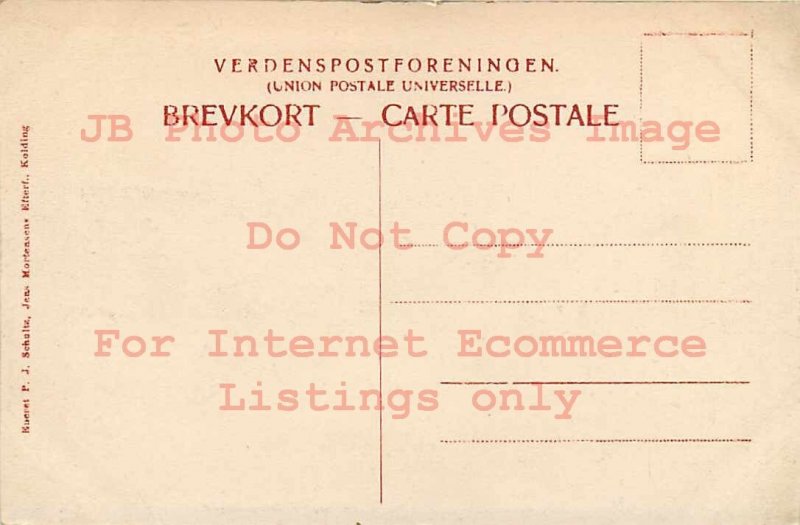 VERDENSPOSTFORENINGEN.
(UNION POSTALE UNIVERSELLE.)
BREVKORT — CARTE POSTALE
JB Photo Archives Image
Do Not Copy
For Internet Ecommerce
Listings only
Eneret P. J. Schultz, Jens Mortensens Efterf., Kolding